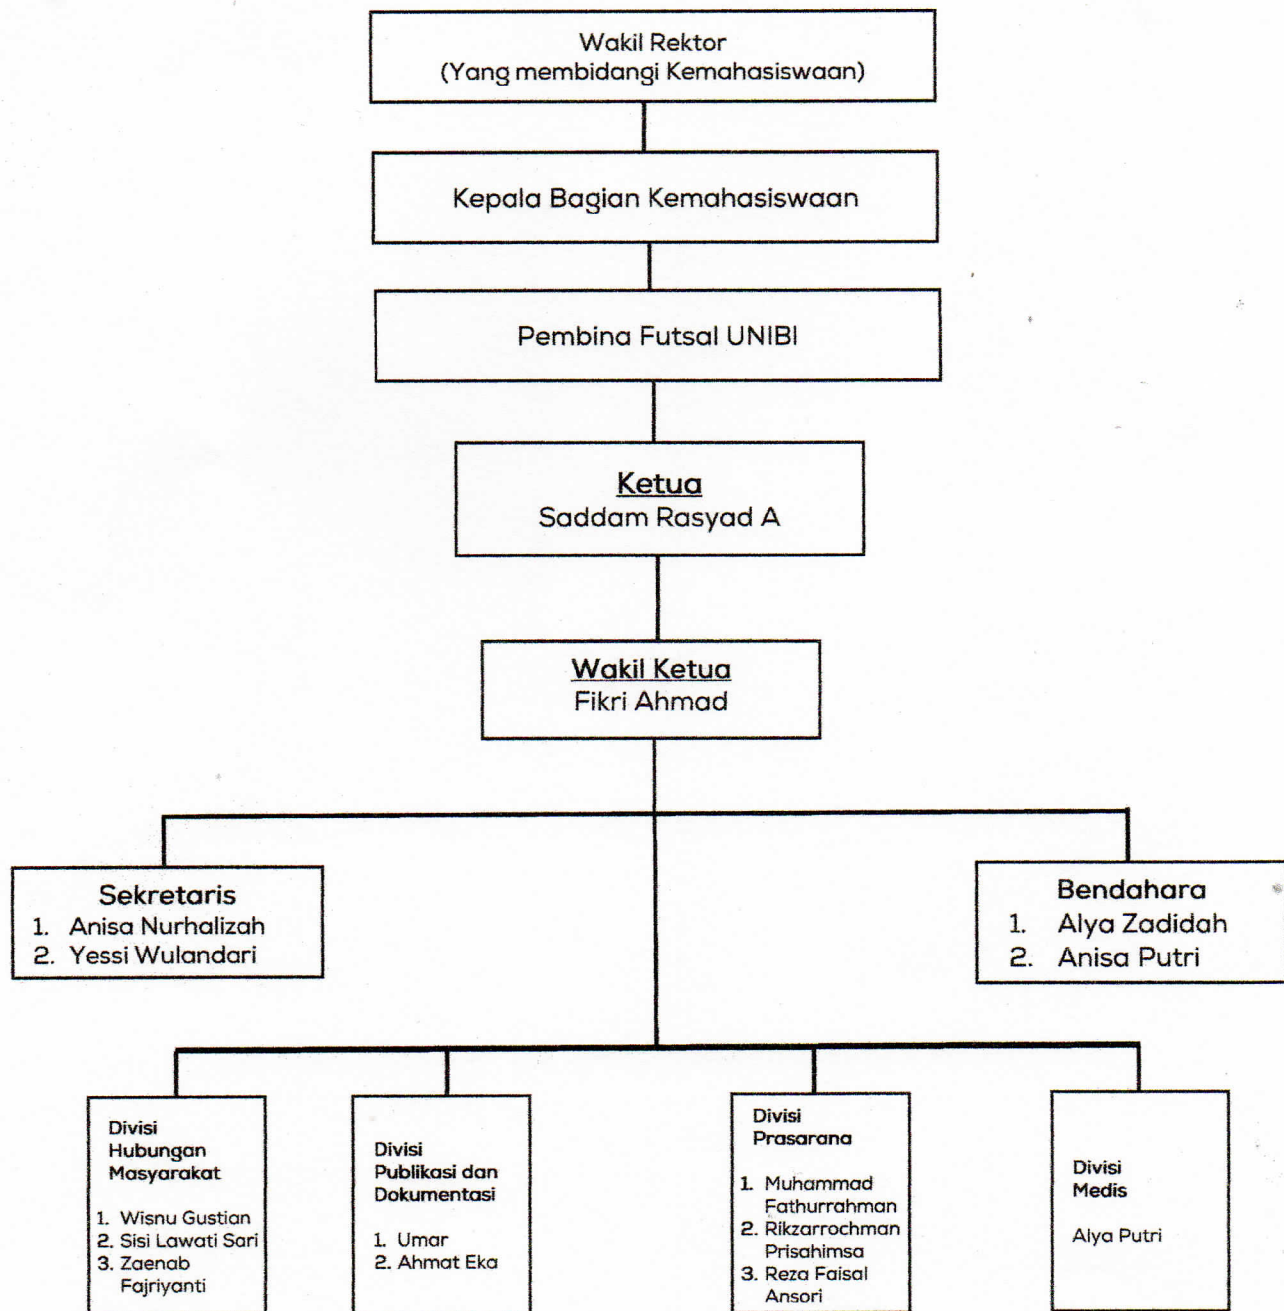 Wakil Rektor
(Yang membidangi Kemahasiswaan)
Kepala Bagian Kemahasiswaan
Pembina Futsal UNIBI
Ketua
Saddam Rasyad A
Wakil Ketua
Fikri Ahmad
Sekretaris
1. Anisa Nurhalizah
2. Yessi Wulandari
Bendahara
1. Alya Zadidah
2. Anisa Putri
Divisi
Hubungan
Masyarakat
1. Wisnu Gustian
2. Sisi Lawati Sari
3. Zaenab
Fajriyanti
Divisi
Publikasi dan
Dokumentasi
1. Umar
2. Ahmat Eka
Divisi
Prasarana
1. Muhammad
Fathurrahman
2. Rikzarrochman
Prisahimsa
3. Reza Faisal
Ansori
Divisi
Medis
Alya Putri